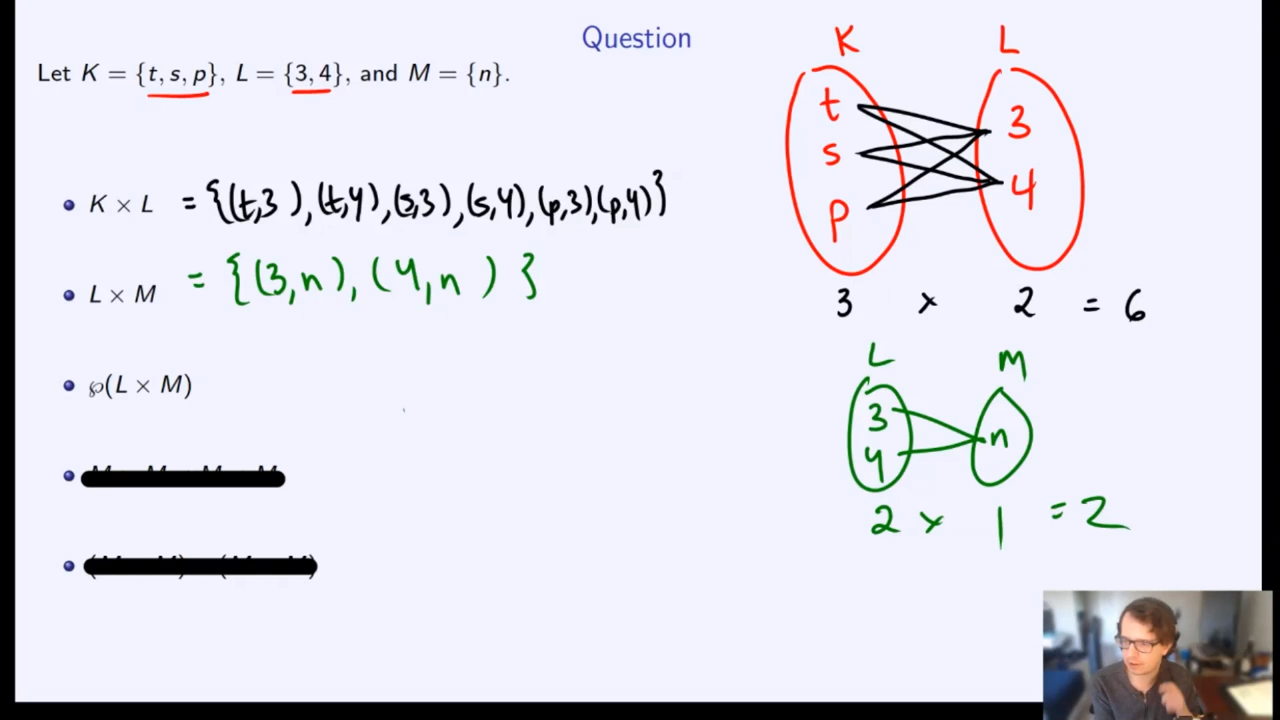 Question
Let K = {t, s, p}, L = {3, 4}, and M = {n}.
K × L = {(t,3), (t,4), (s,3), (s,4), (p,3), (p,4)}
L × M = {(3,n), (4,n)}
℘(L × M)
K L
t 3
s 4
p
3 × 2 = 6
L M
3 n
4
2 × 1 = 2